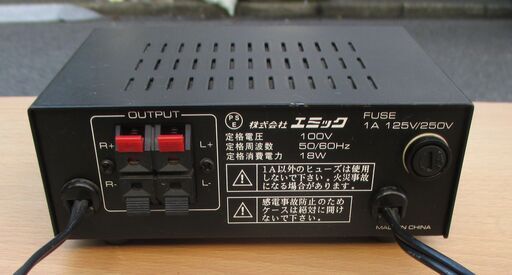 OUTPUT
R+
L+
R-
L-
P S E
株式会社 エミック
定格電圧 100V
定格周波数 50/60Hz
定格消費電力 18W
FUSE
1A 125V/250V
1A以外のヒューズは使用
しないで下さい。火災事故
になる場合があります。
感電事故防止のため
ケースは絶対に開け
ないで下さい。
MADE IN CHINA